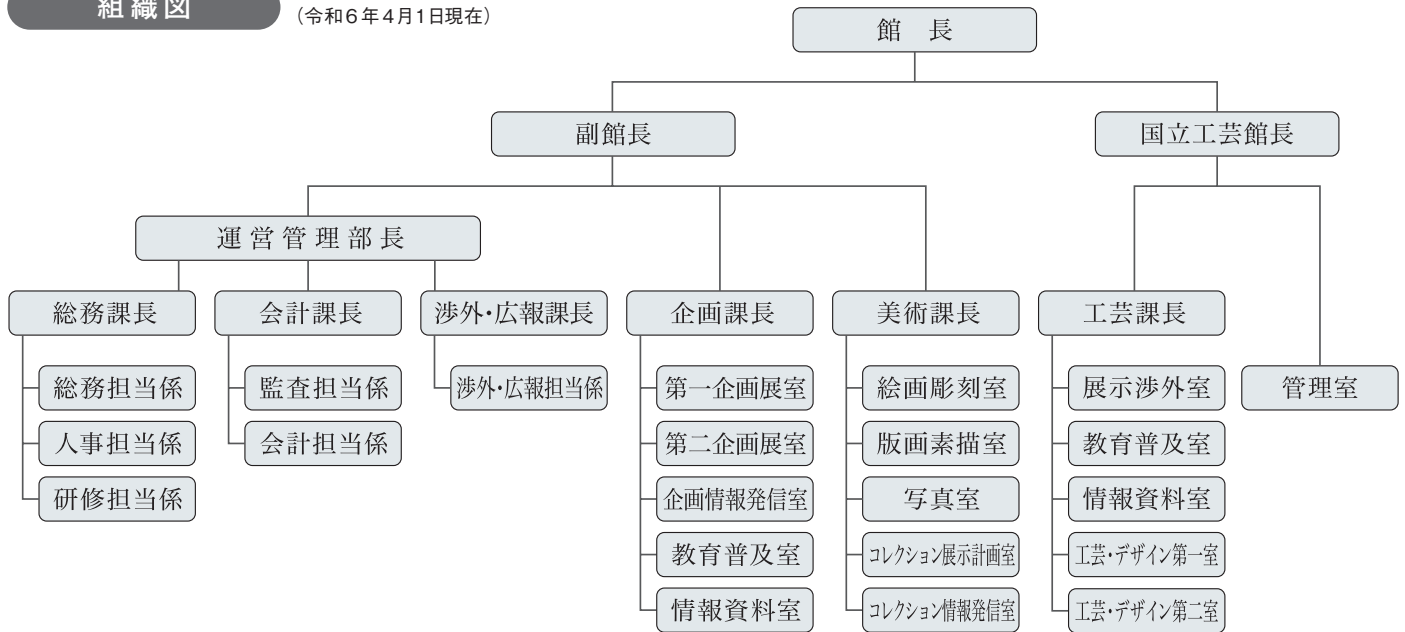 組織図
(令和6年4月1日現在)
館　長
副館長
国立工芸館長
運営管理部長
総務課長
会計課長
渉外・広報課長
企画課長
美術課長
工芸課長
総務担当係
監査担当係
渉外・広報担当係
第一企画展室
絵画彫刻室
展示渉外室
管理室
人事担当係
会計担当係
第二企画展室
版画素描室
教育普及室
研修担当係
企画情報発信室
写真室
情報資料室
教育普及室
コレクション展示計画室
工芸・デザイン第一室
情報資料室
コレクション情報発信室
工芸・デザイン第二室